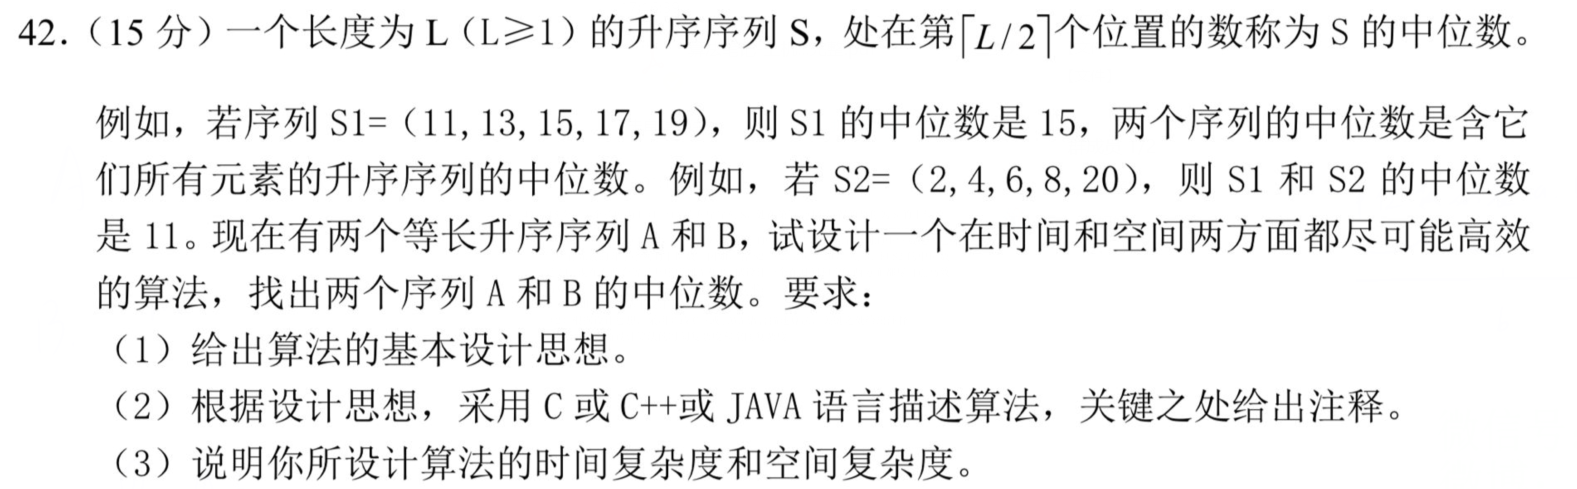 42.（15 分）一个长度为 L（L≥1）的升序序列 S，处在第⌈L/2⌉个位置的数称为 S 的中位数。
例如，若序列 S1=（11,13,15,17,19），则 S1 的中位数是 15，两个序列的中位数是含它
们所有元素的升序序列的中位数。例如，若 S2=（2,4,6,8,20），则 S1 和 S2 的中位数
是 11。现在有两个等长升序序列 A 和 B，试设计一个在时间和空间两方面都尽可能高效
的算法，找出两个序列 A 和 B 的中位数。要求：
（1）给出算法的基本设计思想。
（2）根据设计思想，采用 C 或 C++或 JAVA 语言描述算法，关键之处给出注释。
（3）说明你所设计算法的时间复杂度和空间复杂度。